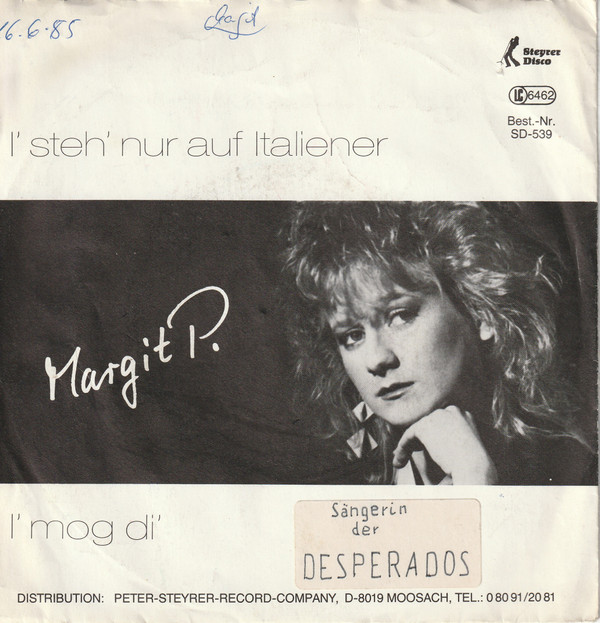 16.6.85
Margit
Steyrer
Disco
LC 6462
Best.-Nr.
SD-539
I' steh' nur auf Italiener
Margit P.
I' mog di'
Sängerin
der
DESPERADOS
DISTRIBUTION: PETER-STEYRER-RECORD-COMPANY, D-8019 MOOSACH, TEL.: 0 80 91/20 81